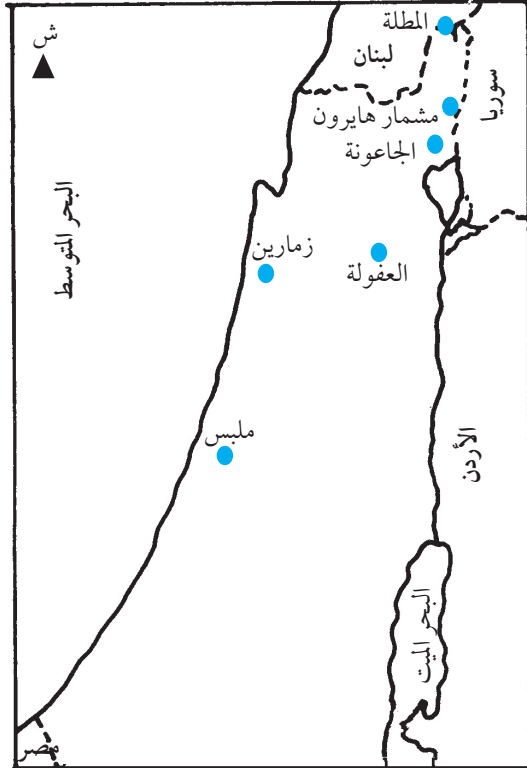 المطلة
ش
لبنان
سوريا
مشمار هايرون
الجاعونة
البحر المتوسط
زمارين
العفولة
ملبس
الأردن
البحر الميت
مصر